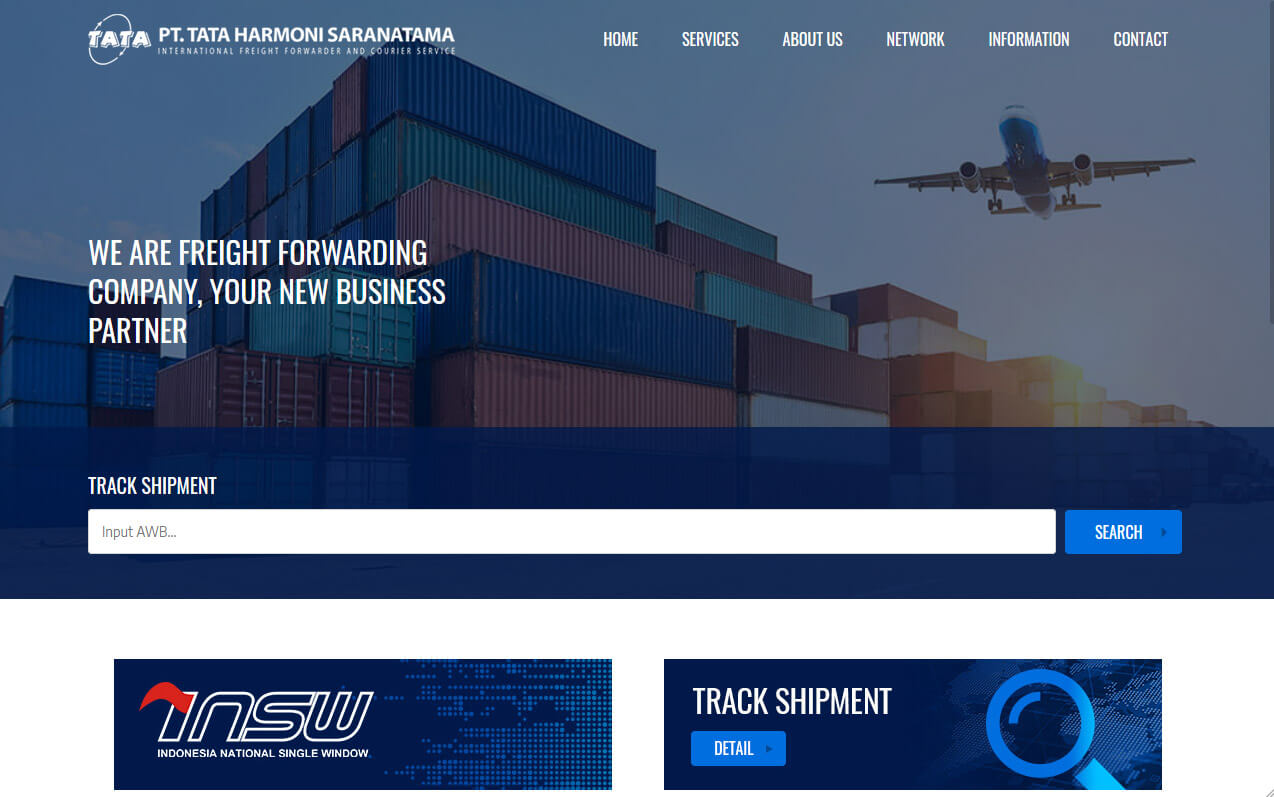 TATA PT. TATA HARMONI SARANATAMA
INTERNATIONAL FREIGHT FORWARDER AND COURIER SERVICE
HOME SERVICES ABOUT US NETWORK INFORMATION CONTACT
WE ARE FREIGHT FORWARDING
COMPANY, YOUR NEW BUSINESS
PARTNER
TRACK SHIPMENT
Input AWB...
SEARCH
INSW
INDONESIA NATIONAL SINGLE WINDOW
TRACK SHIPMENT
DETAIL